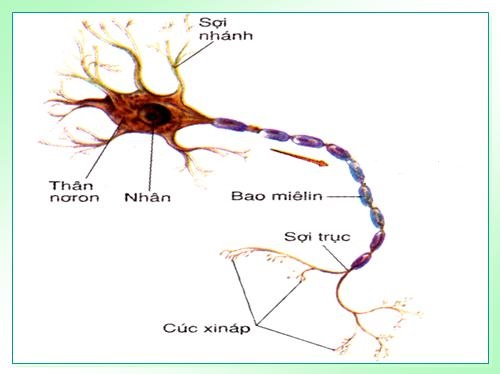 Sợi
nhánh
Thân
nơron
Nhân
Bao miêlin
Sợi trục
Cúc xináp